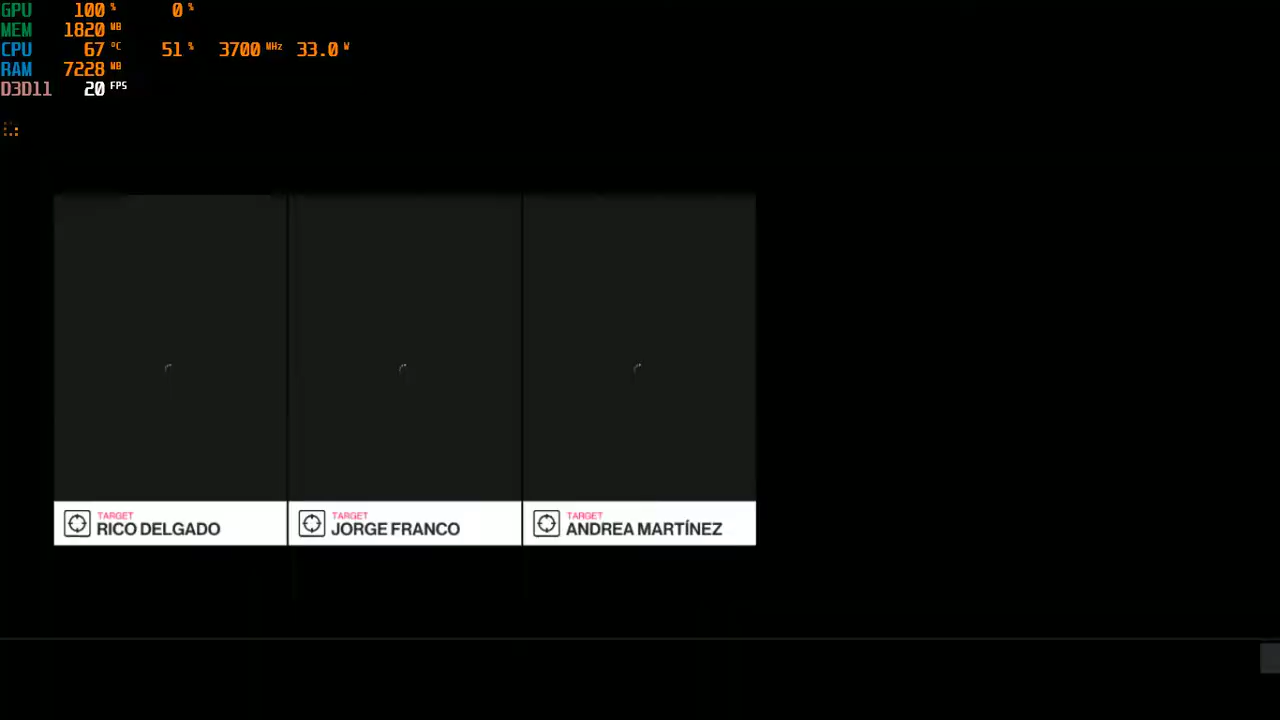 GPU 100 % 0 %
MEM 1820 MB
CPU 67 °C 51 % 3700 MHz 33.0 W
RAM 7228 MB
D3D11 20 FPS
TARGET
RICO DELGADO
TARGET
JORGE FRANCO
TARGET
ANDREA MARTÍNEZ